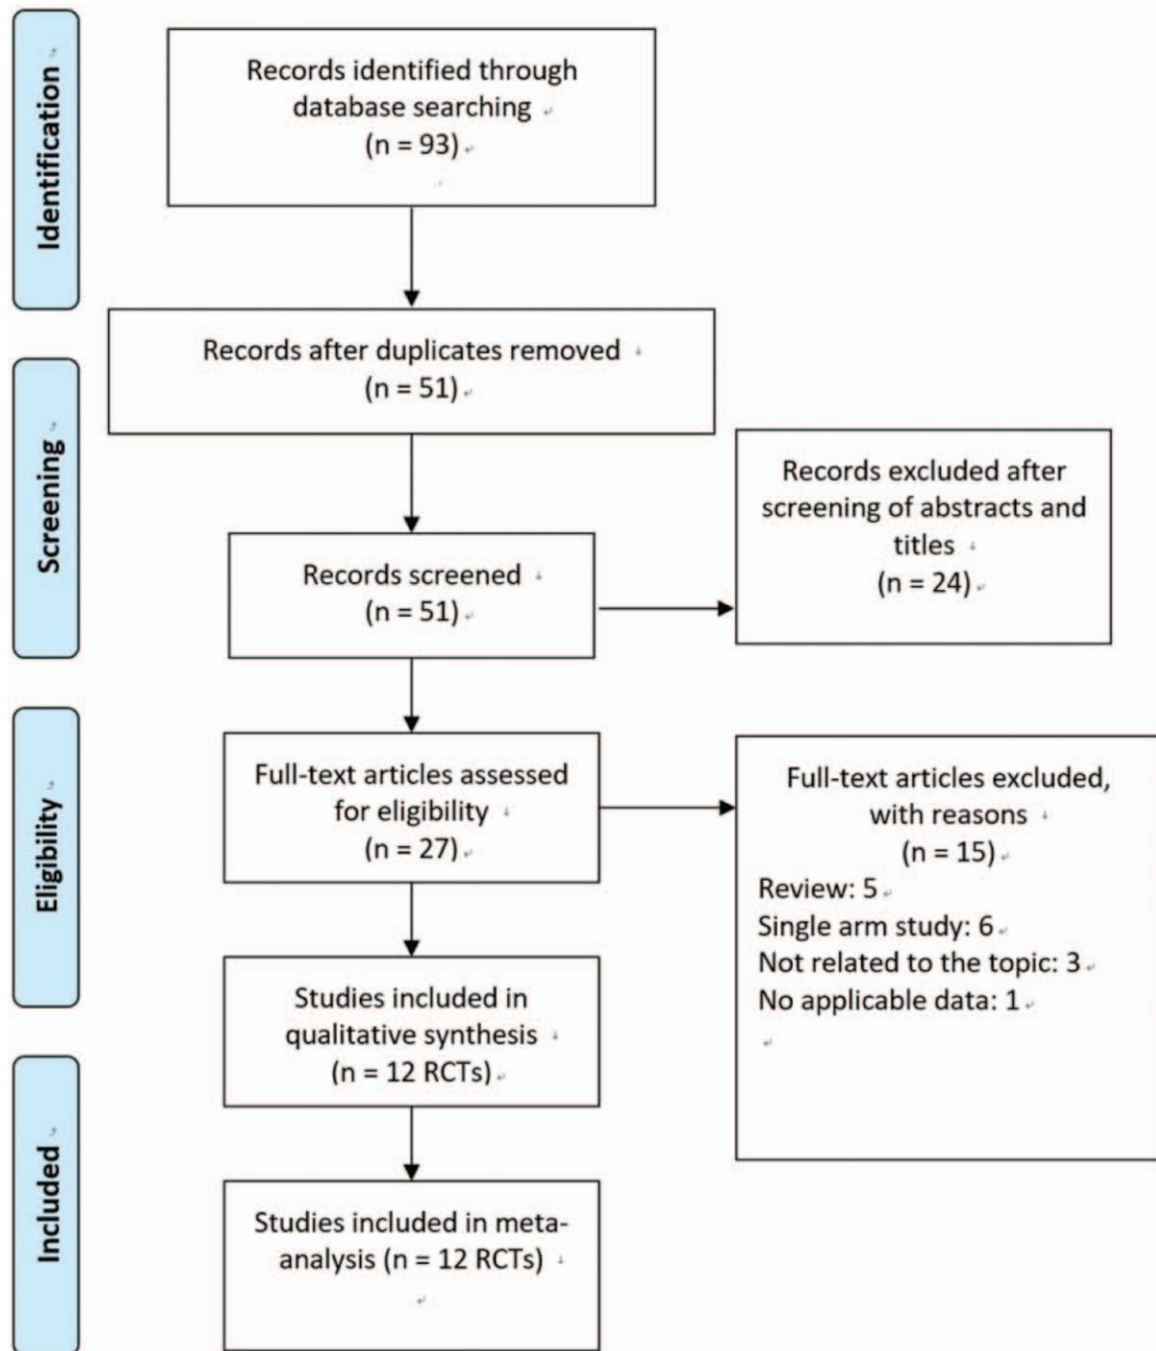 Identification
Records identified through
database searching
(n = 93)
Records after duplicates removed
(n = 51)
Screening
Records screened
(n = 51)
Records excluded after
screening of abstracts and
titles
(n = 24)
Eligibility
Full-text articles assessed
for eligibility
(n = 27)
Full-text articles excluded,
with reasons
(n = 15)
Review: 5
Single arm study: 6
Not related to the topic: 3
No applicable data: 1
Studies included in
qualitative synthesis
(n = 12 RCTs)
Included
Studies included in meta-
analysis (n = 12 RCTs)